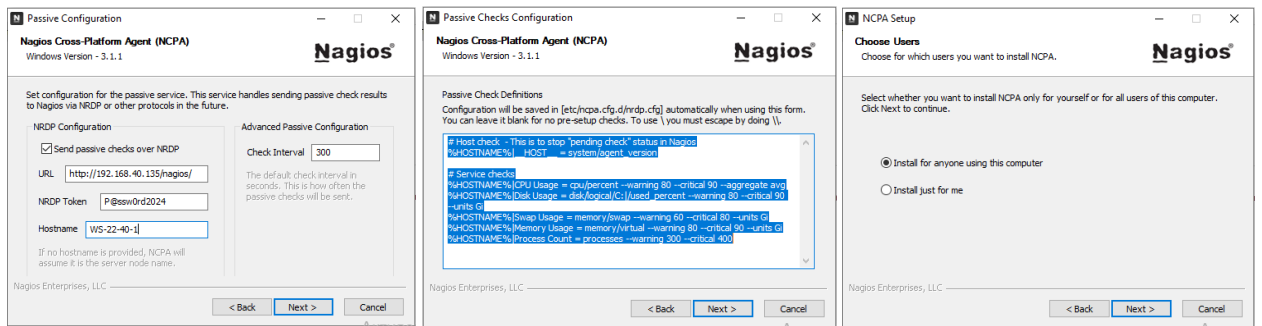 Passive Configuration
Nagios Cross-Platform Agent (NCPA)
Windows Version - 3.1.1
Nagios®
Set configuration for the passive service. This service handles sending passive check results
to Nagios via NRDP or other protocols in the future.
NRDP Configuration
Send passive checks over NRDP
URL http://192.168.40.135/nagios/
NRDP Token P@ssw0rd2024
Hostname WS-22-40-1
If no hostname is provided, NCPA will
assume it is the server node name.
Advanced Passive Configuration
Check Interval 300
The default check interval in
seconds. This is how often the
passive checks will be sent.
Nagios Enterprises, LLC
< Back Next > Cancel
Passive Checks Configuration
Nagios Cross-Platform Agent (NCPA)
Windows Version - 3.1.1
Nagios®
Passive Check Definitions
Configuration will be saved in [etc/ncpa.cfg.d/nrdp.cfg] automatically when using this form.
You can leave it blank for no pre-setup checks. To use \ you must escape by doing \\.
# Host check - This is to stop "pending check" status in Nagios
%HOSTNAME%|__HOST__ = system/agent_version
# Service checks
%HOSTNAME%|CPU Usage = cpu/percent --warning 80 --critical 90 --aggregate avg
%HOSTNAME%|Disk Usage = disk/logical/C:|/used_percent --warning 80 --critical 90
--units Gi
%HOSTNAME%|Swap Usage = memory/swap --warning 60 --critical 80 --units Gi
%HOSTNAME%|Memory Usage = memory/virtual --warning 80 --critical 90 --units Gi
%HOSTNAME%|Process Count = processes --warning 300 --critical 400
Nagios Enterprises, LLC
< Back Next > Cancel
NCPA Setup
Choose Users
Choose for which users you want to install NCPA.
Nagios®
Select whether you want to install NCPA only for yourself or for all users of this computer.
Click Next to continue.
Install for anyone using this computer
Install just for me
Nagios Enterprises, LLC
< Back Next > Cancel